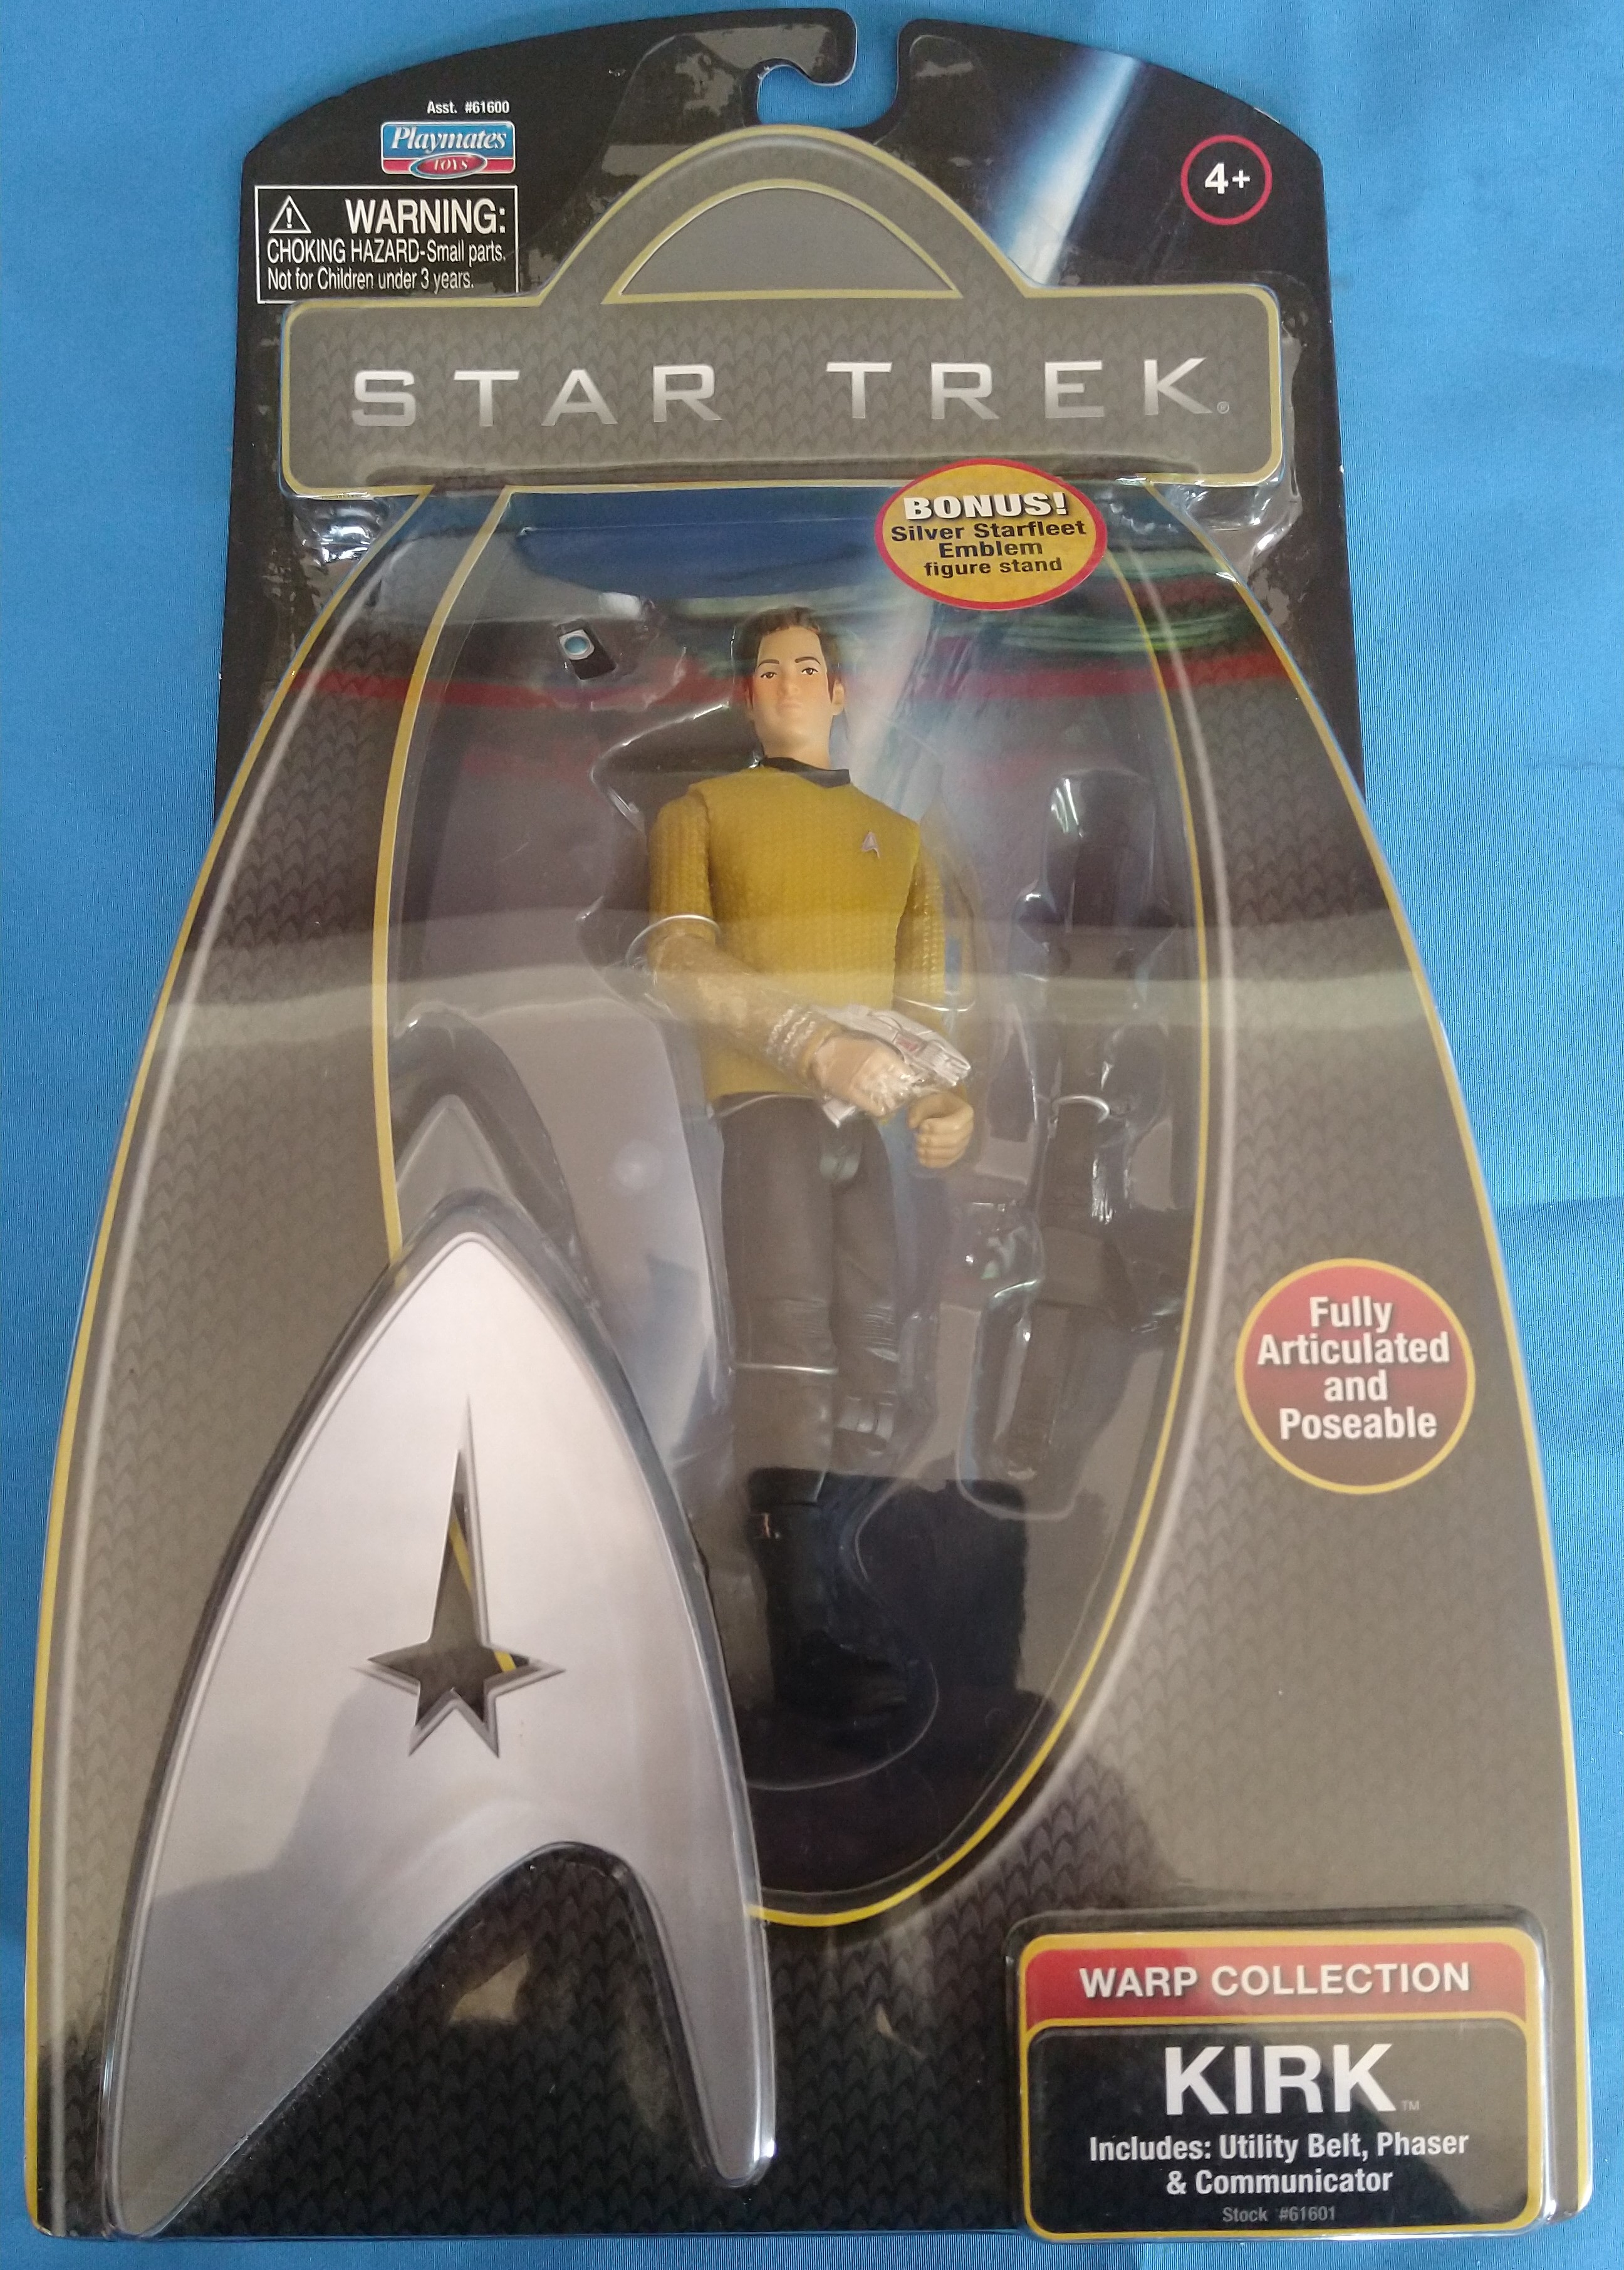 Asst. #61600
Playmates
TOYS
WARNING:
CHOKING HAZARD-Small parts.
Not for Children under 3 years.
4+
STAR TREK®
BONUS!
Silver Starfleet
Emblem
figure stand
Fully
Articulated
and
Poseable
WARP COLLECTION
KIRK™
Includes: Utility Belt, Phaser
& Communicator
Stock #61601